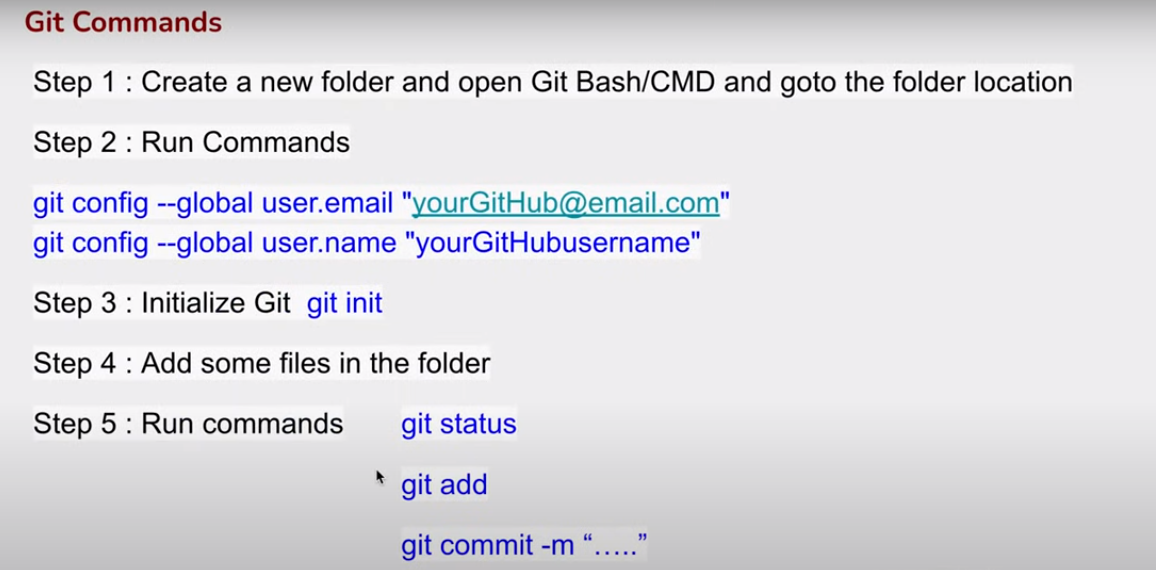 Git Commands
Step 1 : Create a new folder and open Git Bash/CMD and goto the folder location
Step 2 : Run Commands
git config --global user.email "yourGitHub@email.com"
git config --global user.name "yourGitHubusername"
Step 3 : Initialize Git  git init
Step 4 : Add some files in the folder
Step 5 : Run commands  git status
git add
git commit -m “…..”